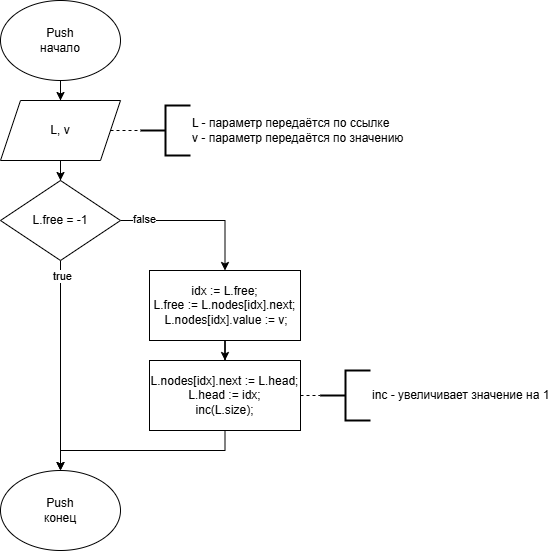 Push
начало
L, v
L - параметр передаётся по ссылке
v - параметр передаётся по значению
L.free = -1
false
true
idx := L.free;
L.free := L.nodes[idx].next;
L.nodes[idx].value := v;
L.nodes[idx].next := L.head;
L.head := idx;
inc(L.size);
inc - увеличивает значение на 1
Push
конец